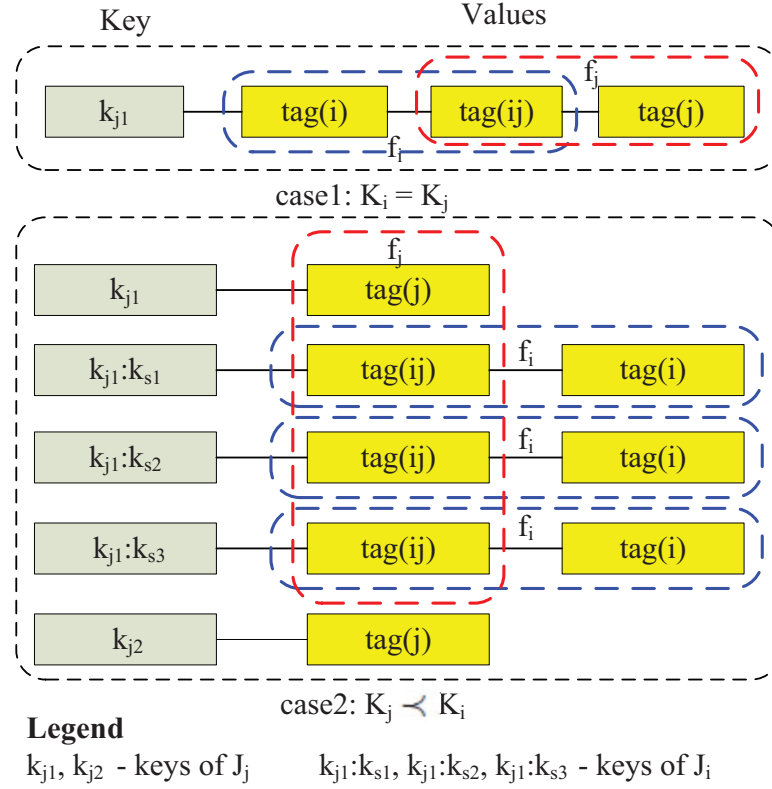 Key Values
f_j
k_j1 tag(i) tag(ij) tag(j)
f_i
case1: K_i = K_j
f_j
k_j1 tag(j)
k_j1:k_s1 tag(ij) f_i tag(i)
k_j1:k_s2 tag(ij) f_i tag(i)
k_j1:k_s3 tag(ij) f_i tag(i)
k_j2 tag(j)
case2: K_j ≺ K_i
Legend
k_j1, k_j2 - keys of J_j k_j1:k_s1, k_j1:k_s2, k_j1:k_s3 - keys of J_i